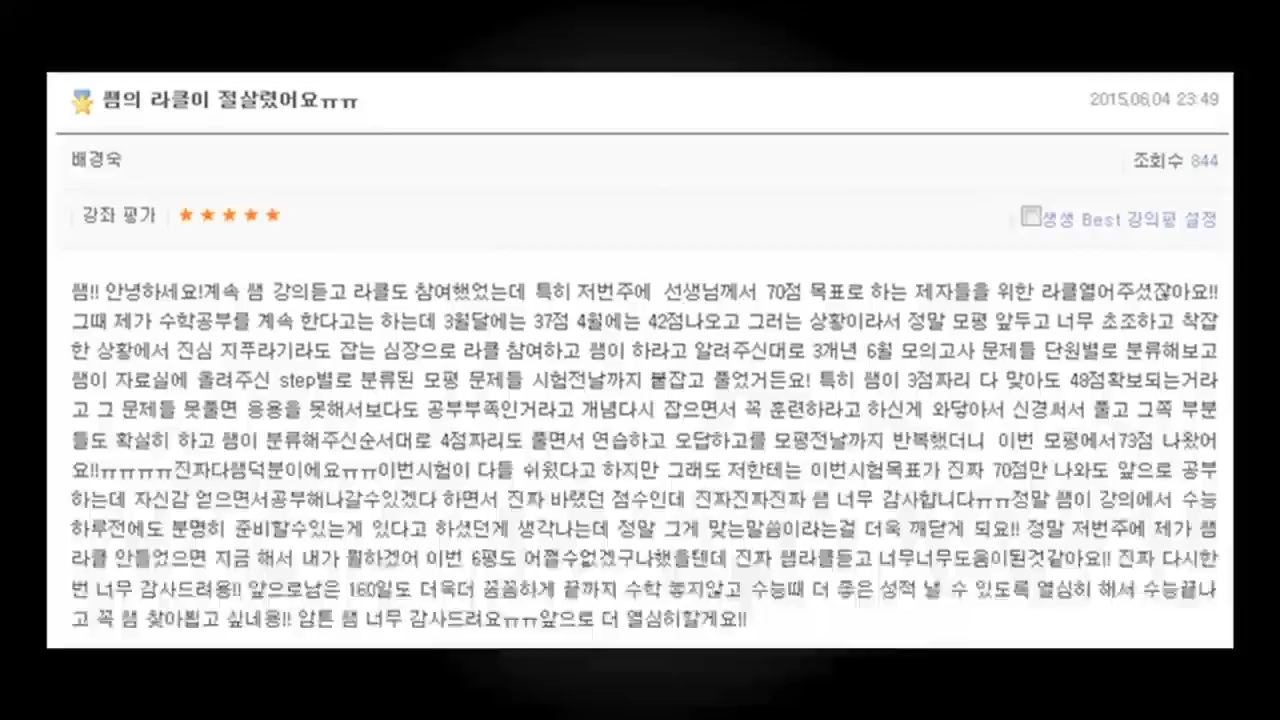 쌤의 라클이 절살렸어요ㅠㅠ
2015.06.04 23:49
배경욱
조회수 844
강좌 평가 ★★★★★
생생 Best 강의평 설정
쌤!! 안녕하세요!계속 쌤 강의듣고 라클도 참여했었는데 특히 저번주에 선생님께서 70점 목표로 하는 제자들을 위한 라클열어주셨잖아요!!
그때 제가 수학공부를 계속 한다고는 하는데 3월달에는 37점 4월에는 42점나오고 그러는 상황이라서 정말 모평 앞두고 너무 초조하고 착잡
한 상황에서 진심 지푸라기라도 잡는 심장으로 라클 참여하고 쌤이 하라고 알려주신대로 3개년 6월 모의고사 문제들 단원별로 분류해보고
쌤이 자료실에 올려주신 step별로 분류된 모평 문제들 시험전날까지 붙잡고 풀었거든요! 특히 쌤이 3점짜리 다 맞아도 48점확보되는거라
고 그 문제들 못풀면 응용을 못해서보다도 공부부족인거라고 개념다시 잡으면서 꼭 훈련하라고 하신게 와닿아서 신경써서 풀고 그쪽 부분
들도 확실히 하고 쌤이 분류해주신순서대로 4점짜리도 풀면서 연습하고 오답하고를 모평전날까지 반복했더니 이번 모평에서73점 나왔어
요!!ㅠㅠㅠㅠ진짜다쌤덕분이에요ㅠㅠ이번시험이 다들 쉬웠다고 하지만 그래도 저한테는 이번시험목표가 진짜 70점만 나와도 앞으로 공부
하는데 자신감 얻으면서공부해나갈수있겠다 하면서 진짜 바랬던 점수인데 진짜진짜진짜 쌤 너무 감사합니다ㅠㅠ정말 쌤이 강의에서 수능
하루전에도 분명히 준비할수있는게 있다고 하셨던게 생각나는데 정말 그게 맞는말씀이라는걸 더욱 깨닫게 되요!! 정말 저번주에 제가 쌤
라클 안들었으면 지금 해서 내가 뭘하겠어 이번 6평도 어쩔수없겠구나했을텐데 진짜 쌤라클듣고 너무너무도움이된것같아요!! 진짜 다시한
번 너무 감사드려용!! 앞으로남은 160일도 더욱더 꼼꼼하게 끝까지 수학 놓지않고 수능때 더 좋은 성적 낼 수 있도록 열심히 해서 수능끝나
고 꼭 쌤 찾아뵙고 싶네용!! 암튼 쌤 너무 감사드려요ㅠㅠ앞으로 더 열심히할게요!!